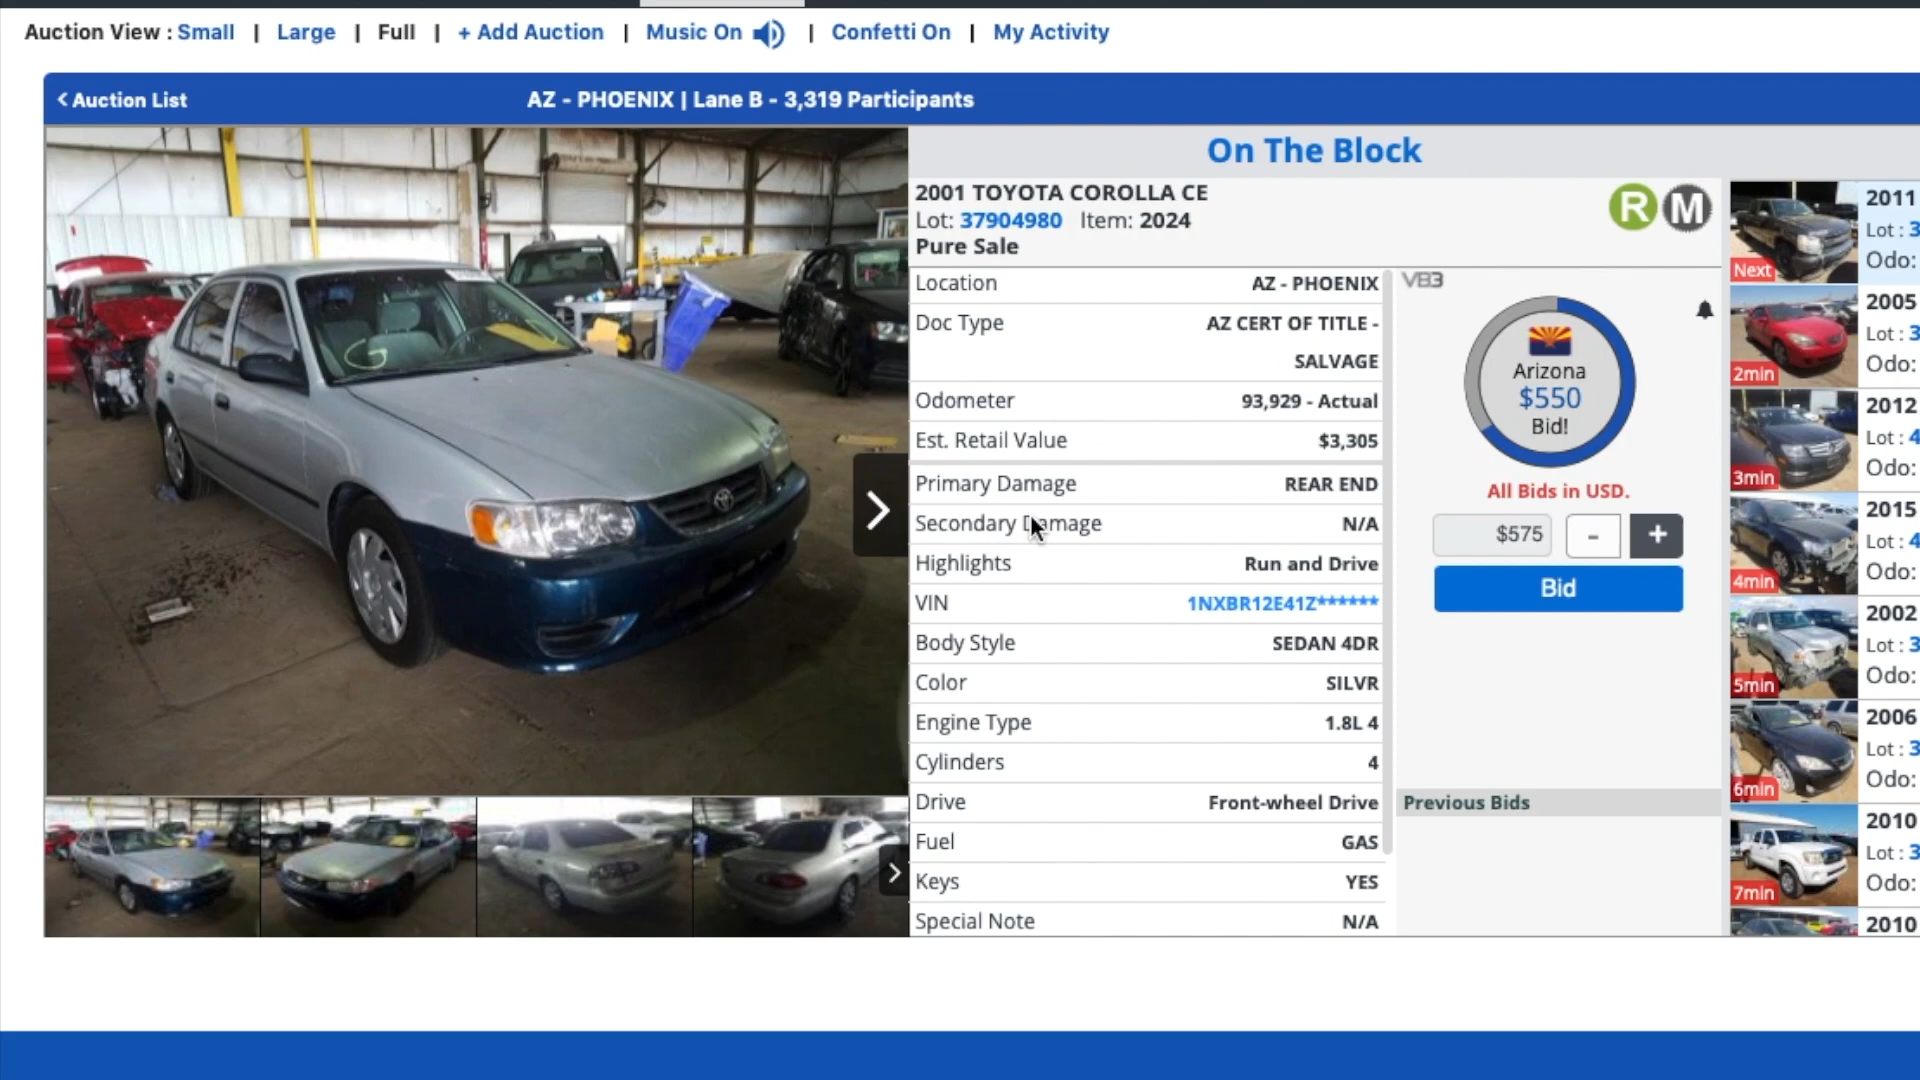 Auction View : Small | Large | Full | + Add Auction | Music On | Confetti On | My Activity
< Auction List
AZ - PHOENIX | Lane B - 3,319 Participants
On The Block
2001 TOYOTA COROLLA CE
Lot: 37904980 Item: 2024
Pure Sale
R M
Location AZ - PHOENIX
Doc Type AZ CERT OF TITLE -
SALVAGE
Odometer 93,929 - Actual
Est. Retail Value $3,305
Primary Damage REAR END
Secondary Damage N/A
Highlights Run and Drive
VIN 1NXBR12E41Z******
Body Style SEDAN 4DR
Color SILVR
Engine Type 1.8L 4
Cylinders 4
Drive Front-wheel Drive
Fuel GAS
Keys YES
Special Note N/A
VB3
Arizona
$550
Bid!
All Bids in USD.
$575 - +
Bid
Previous Bids
Next
2011
Lot : 3
Odo:
2min
2005
Lot : 3
Odo:
3min
2012
Lot : 4
Odo:
4min
2015
Lot : 4
Odo:
5min
2002
Lot : 3
Odo:
6min
2006
Lot : 3
Odo:
7min
2010
Lot : 3
Odo:
2010